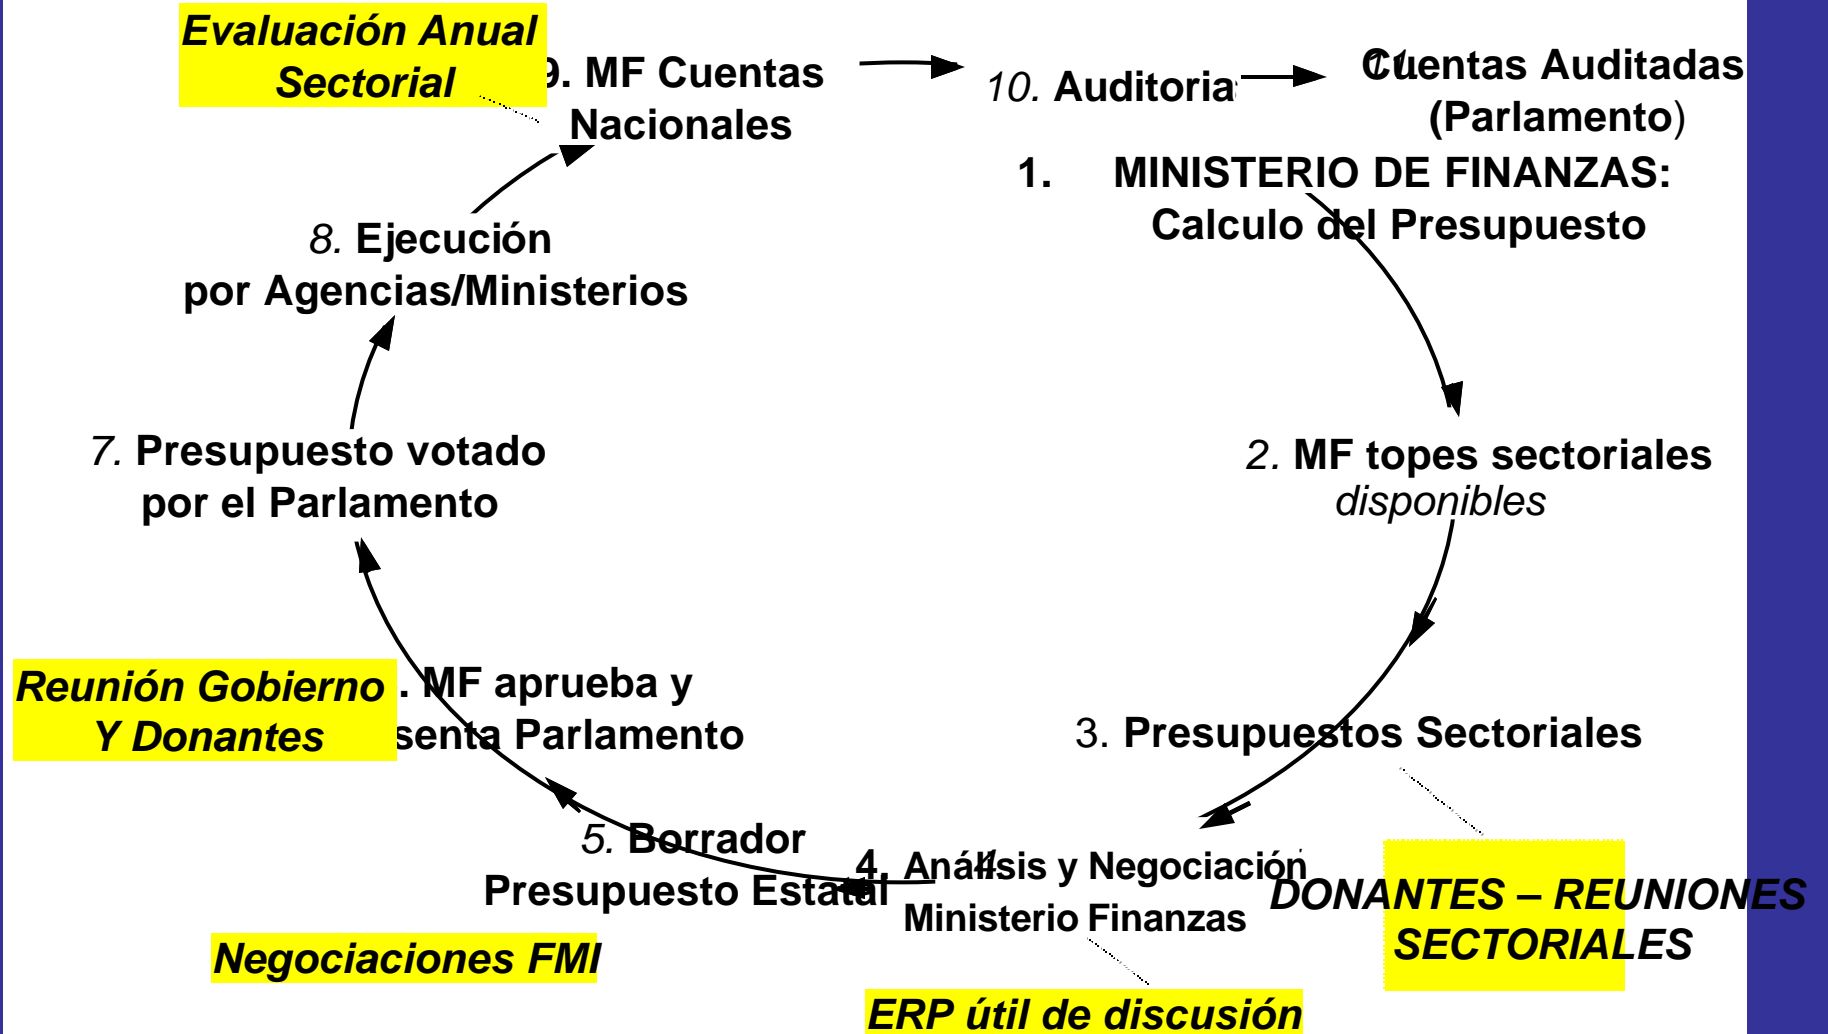 Evaluación Anual
Sectorial
9. MF Cuentas
Nacionales
10. Auditoria
Cuentas Auditadas
(Parlamento)
1. MINISTERIO DE FINANZAS:
Calculo del Presupuesto
8. Ejecución
por Agencias/Ministerios
7. Presupuesto votado
por el Parlamento
2. MF topes sectoriales
disponibles
Reunión Gobierno
Y Donantes
. MF aprueba y
senta Parlamento
3. Presupuestos Sectoriales
5. Borrador
Presupuesto Estatal
4. Análisis y Negociación
Ministerio Finanzas
DONANTES – REUNIONES
SECTORIALES
Negociaciones FMI
ERP útil de discusión